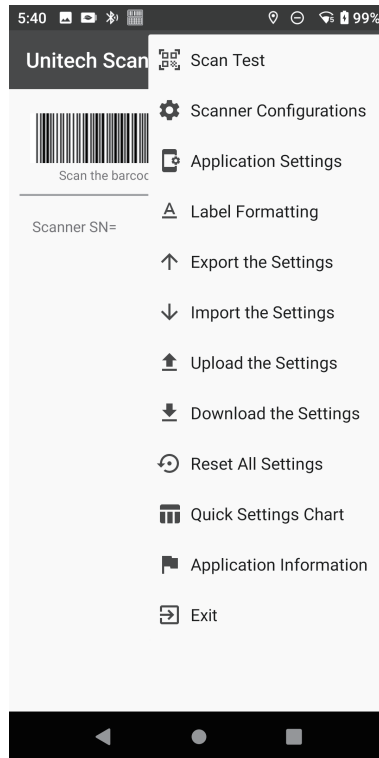 5:40
99%
Unitech Scan
Scan Test
Scanner Configurations
Scan the barcod
Application Settings
Scanner SN=
Label Formatting
Export the Settings
Import the Settings
Upload the Settings
Download the Settings
Reset All Settings
Quick Settings Chart
Application Information
Exit